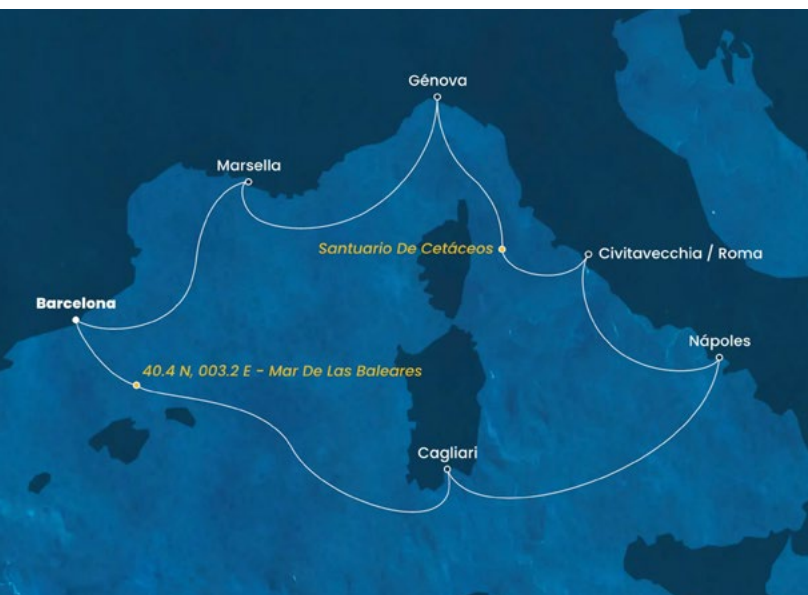 Génova
Marsella
Santuario De Cetáceos
Civitavecchia / Roma
Barcelona
Nápoles
40.4 N, 003.2 E - Mar De Las Baleares
Cagliari